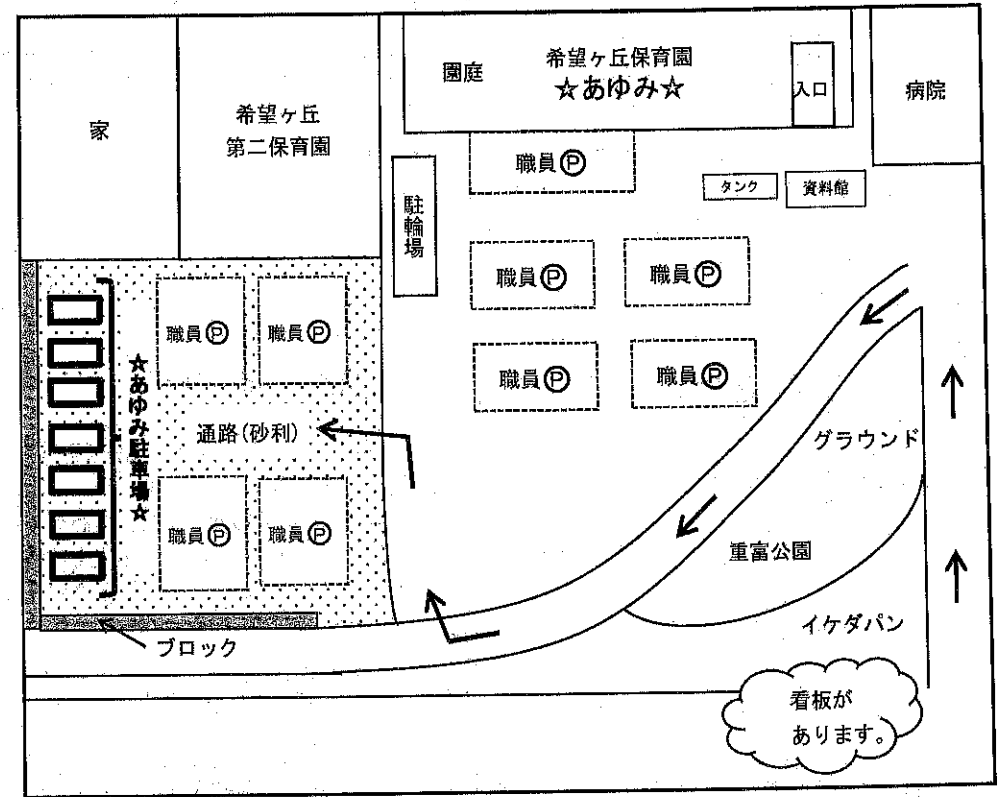 家
希望ヶ丘
第二保育園
園庭
希望ヶ丘保育園
☆あゆみ☆
入口
病院
職員Ⓟ
タンク
資料館
駐輪場
職員Ⓟ
職員Ⓟ
職員Ⓟ
職員Ⓟ
職員Ⓟ
職員Ⓟ
☆あゆみ駐車場☆
通路(砂利)
職員Ⓟ
職員Ⓟ
グラウンド
重富公園
イケダパン
ブロック
看板が
あります。